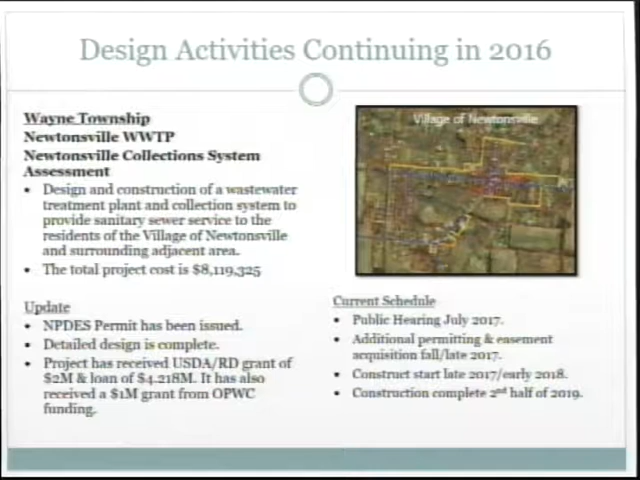 Design Activities Continuing in 2016
Wayne Township
Newtonsville WWTP
Newtonsville Collections System
Assessment
• Design and construction of a wastewater
treatment plant and collection system to
provide sanitary sewer service to the
residents of the Village of Newtonsville
and surrounding adjacent area.
• The total project cost is $8,119,325
Village of Newtonsville
Update
• NPDES Permit has been issued.
• Detailed design is complete.
• Project has received USDA/RD grant of
$2M & loan of $4.218M. It has also
received a $1M grant from OPWC
funding.
Current Schedule
• Public Hearing July 2017.
• Additional permitting & easement
acquisition fall/late 2017.
• Construct start late 2017/early 2018.
• Construction complete 2nd half of 2019.